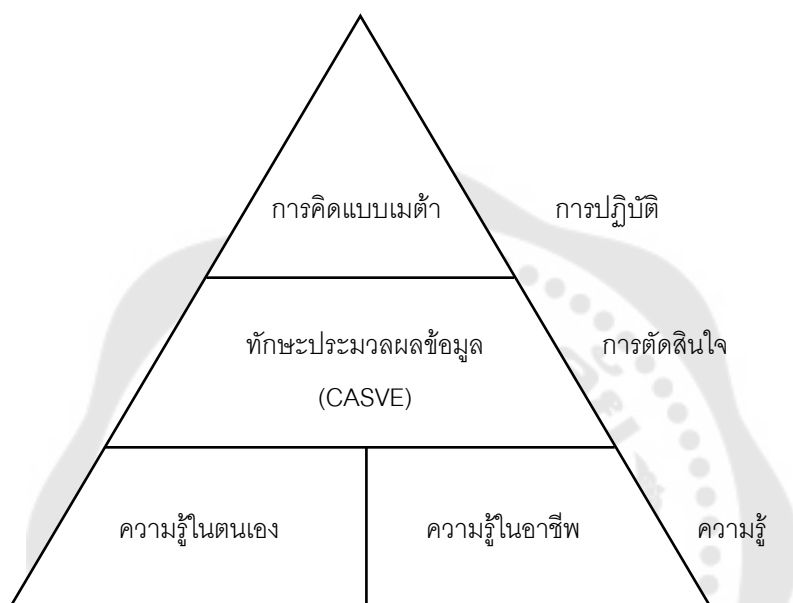 การคิดแบบเมต้า การปฏิบัติ
ทักษะประมวลผลข้อมูล การตัดสินใจ
(CASVE)
ความรู้ในตนเอง ความรู้ในอาชีพ ความรู้